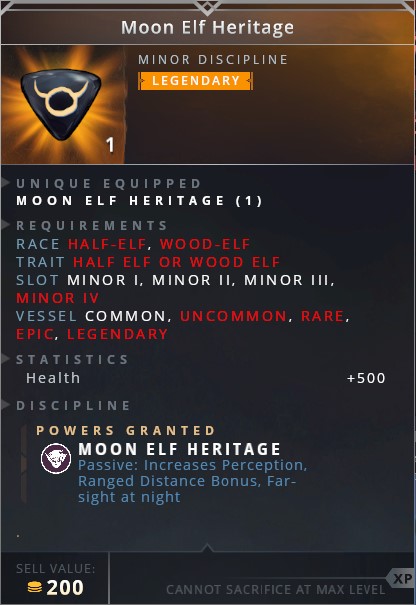 Moon Elf Heritage
MINOR DISCIPLINE
LEGENDARY
1
UNIQUE EQUIPPED
MOON ELF HERITAGE (1)
REQUIREMENTS
RACE HALF-ELF, WOOD-ELF
TRAIT HALF ELF OR WOOD ELF
SLOT MINOR I, MINOR II, MINOR III,
MINOR IV
VESSEL COMMON, UNCOMMON, RARE,
EPIC, LEGENDARY
STATISTICS
Health +500
DISCIPLINE
POWERS GRANTED
MOON ELF HERITAGE
Passive: Increases Perception,
Ranged Distance Bonus, Far-
sight at night
.
SELL VALUE:
200
CANNOT SACRIFICE AT MAX LEVEL XP